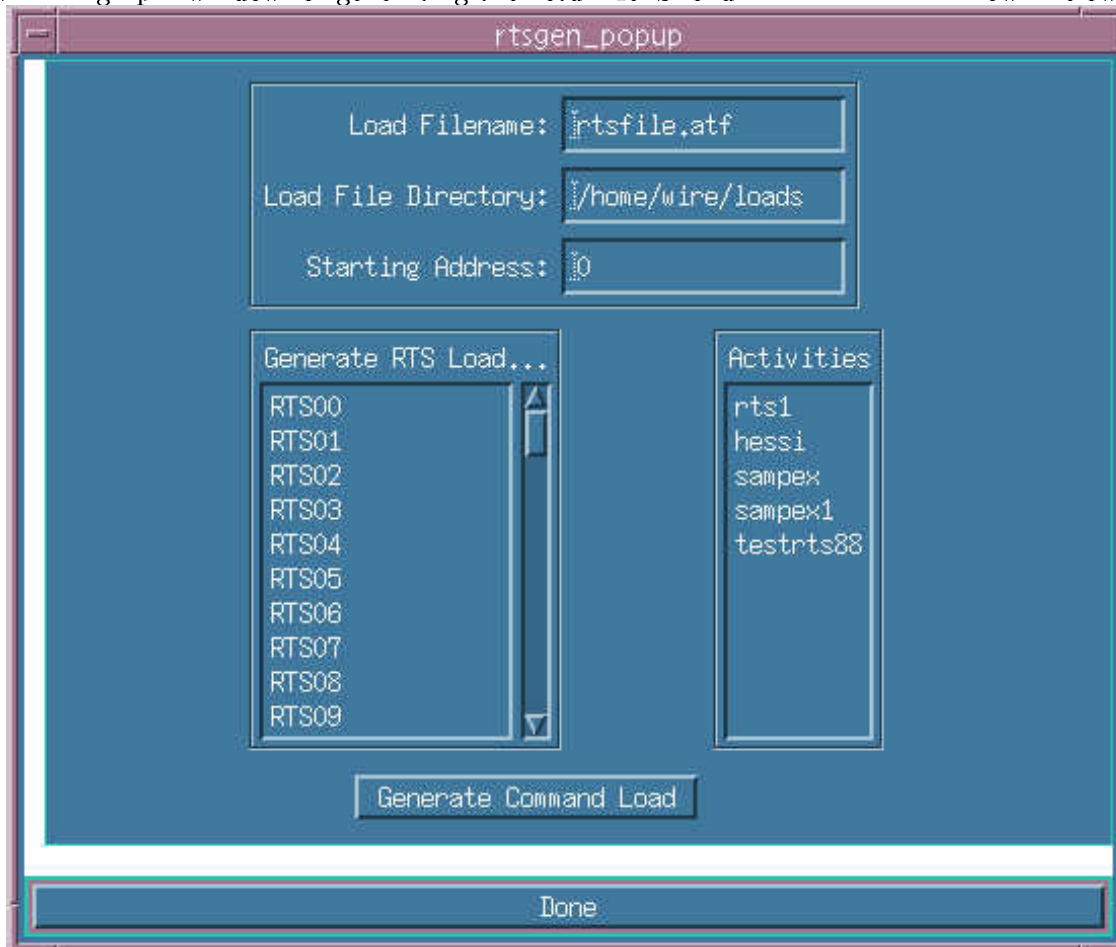 rtsgen_popup
Load Filename: rtsfile.atf
Load File Directory: /home/wire/loads
Starting Address: 0
Generate RTS Load...
RTS00
RTS01
RTS02
RTS03
RTS04
RTS05
RTS06
RTS07
RTS08
RTS09
Activities
rts1
hessi
sampex
sampex1
testrts88
Generate Command Load
Done